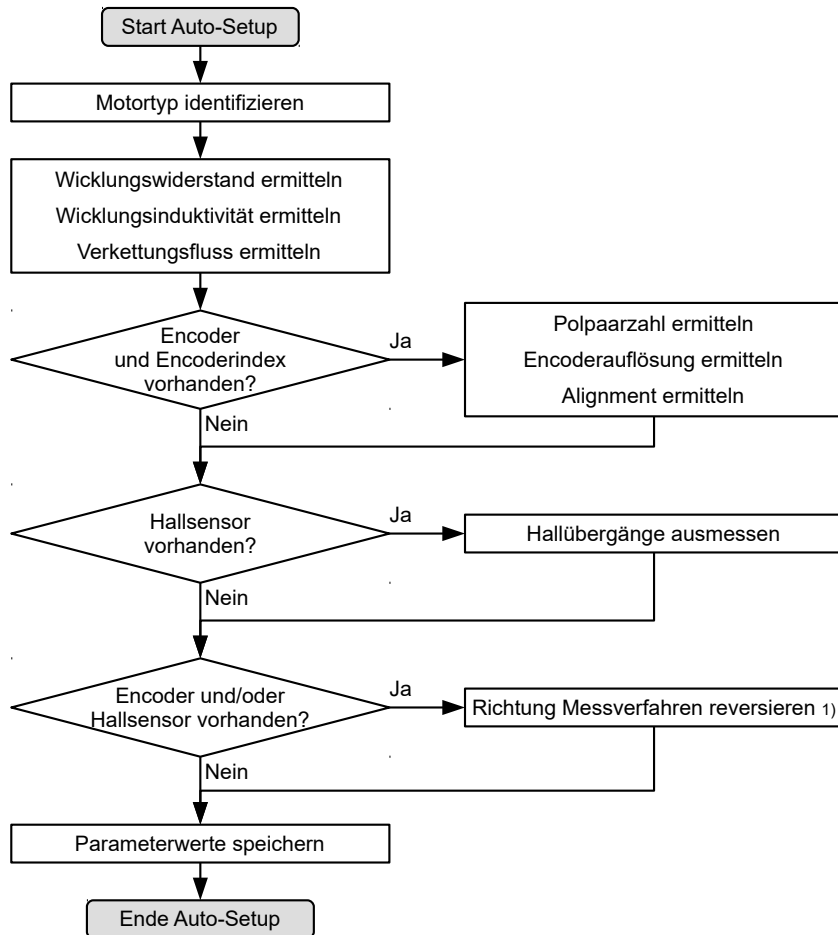 Start Auto-Setup
Motortyp identifizieren
Wicklungswiderstand ermitteln
Wicklungsinduktivität ermitteln
Verkettungsfluss ermitteln
Encoder
und Encoderindex
vorhanden?
Ja
Polpaarzahl ermitteln
Encoderauflösung ermitteln
Alignment ermitteln
Nein
Hallsensor
vorhanden?
Ja
Hallübergänge ausmessen
Nein
Encoder und/oder
Hallsensor vorhanden?
Ja
Richtung Messverfahren reversieren 1)
Nein
Parameterwerte speichern
Ende Auto-Setup